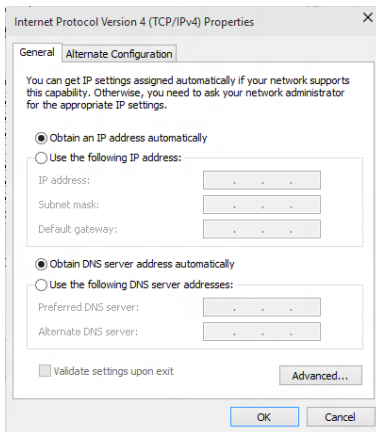 Internet Protocol Version 4 (TCP/IPv4) Properties
General
Alternate Configuration
You can get IP settings assigned automatically if your network supports
this capability. Otherwise, you need to ask your network administrator
for the appropriate IP settings.
Obtain an IP address automatically
Use the following IP address:
IP address:
Subnet mask:
Default gateway:
Obtain DNS server address automatically
Use the following DNS server addresses:
Preferred DNS server:
Alternate DNS server:
Validate settings upon exit
Advanced...
OK
Cancel